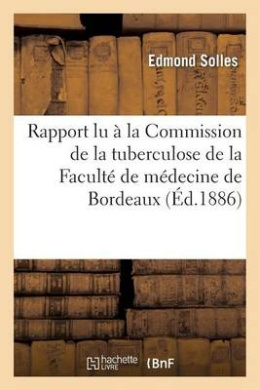 Edmond Solles
Rapport lu à la Commission
de la tuberculose de la Faculté
de médecine de
Bordeaux (Éd.1886)
hachette
LIVRE
{BnF